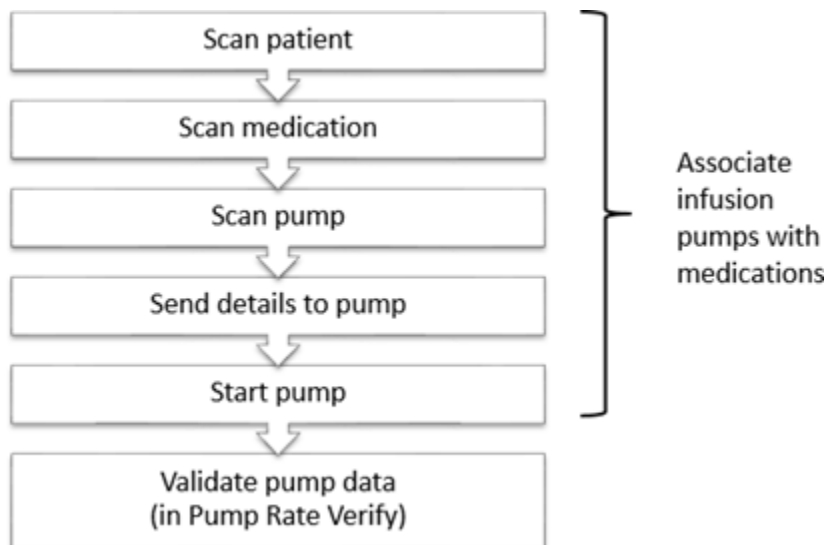 Scan patient
Scan medication
Scan pump
Send details to pump
Start pump
Validate pump data
(in Pump Rate Verify)
Associate
infusion
pumps with
medications